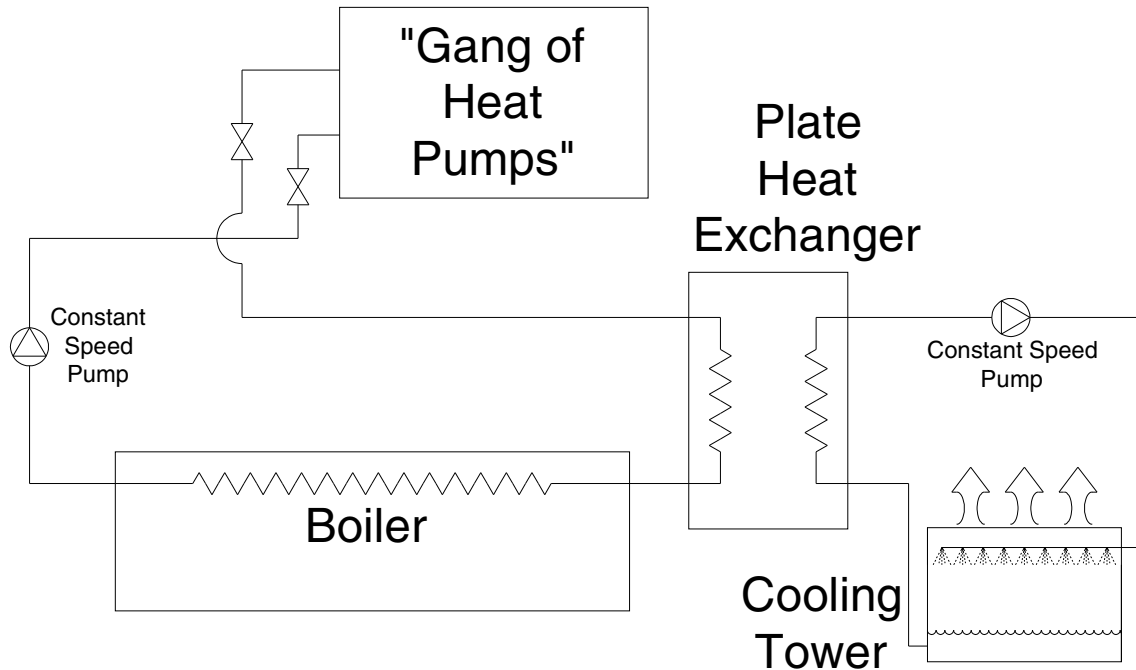 "Gang of
Heat
Pumps"
Plate
Heat
Exchanger
Constant
Speed
Pump
Constant Speed
Pump
Boiler
Cooling
Tower